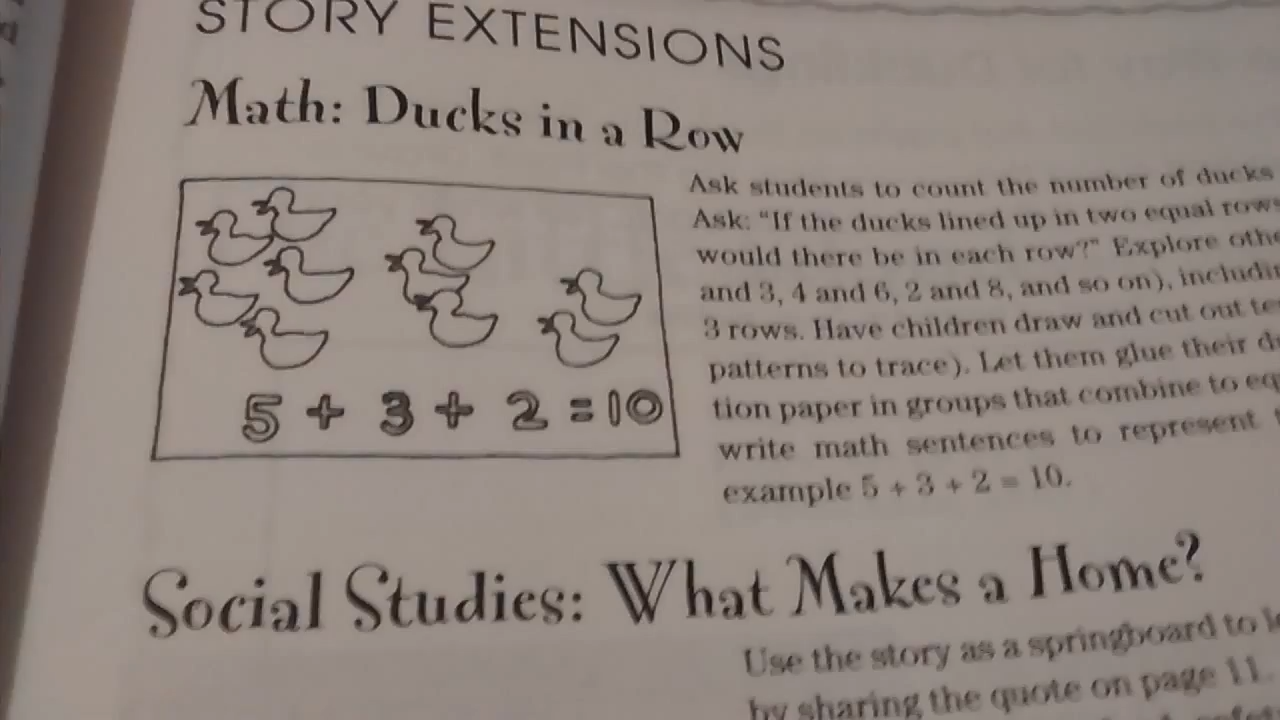 STORY EXTENSIONS
Math: Ducks in a Row
5 + 3 + 2 = 10
Ask students to count the number of ducks
Ask: "If the ducks lined up in two equal rows
would there be in each row?" Explore othe
and 3, 4 and 6, 2 and 8, and so on), includin
3 rows. Have children draw and cut out te
patterns to trace). Let them glue their d
tion paper in groups that combine to eq
write math sentences to represent
example 5 + 3 + 2 = 10.
Social Studies: What Makes a Home?
Use the story as a springboard to
by sharing the quote on page 11.